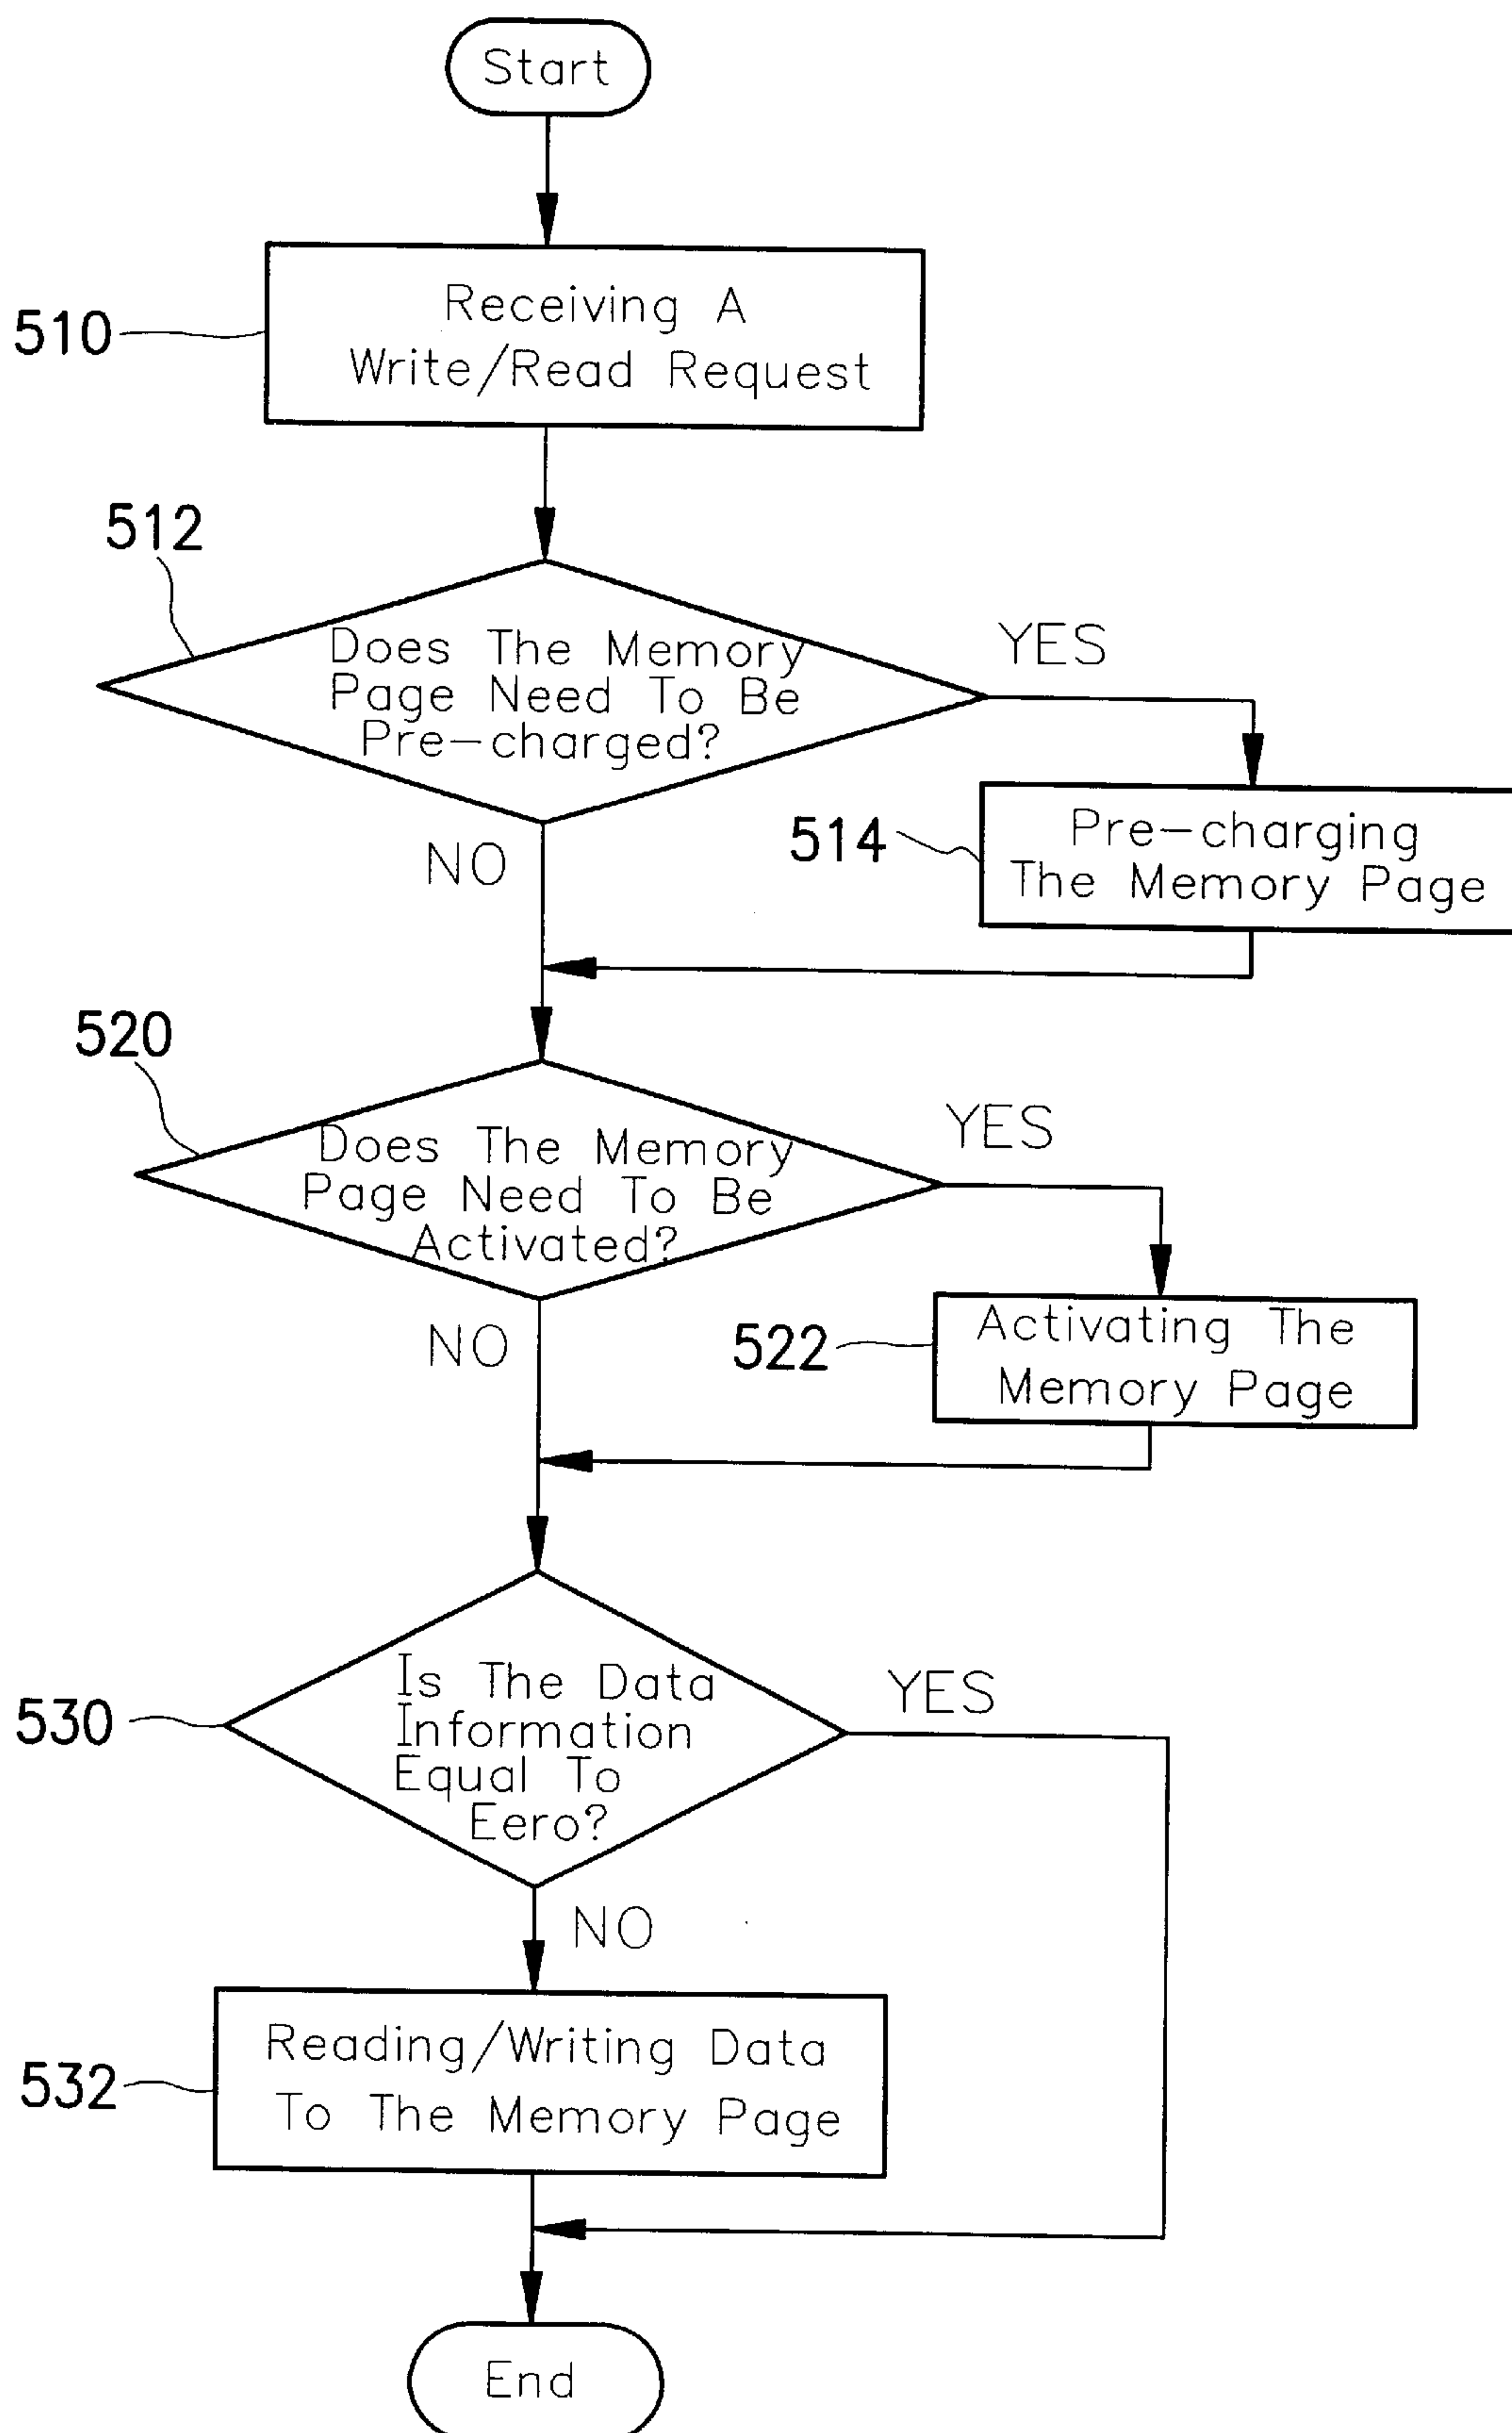 Start
Receiving A
Write/Read Request
510
512
Does The Memory
Page Need To Be
Pre-charged?
YES
NO
514
Pre-charging
The Memory Page
520
Does The Memory
Page Need To Be
Activated?
YES
NO
522
Activating The
Memory Page
530
Is The Data
Information
Equal To
Eero?
YES
NO
532
Reading/Writing Data
To The Memory Page
End